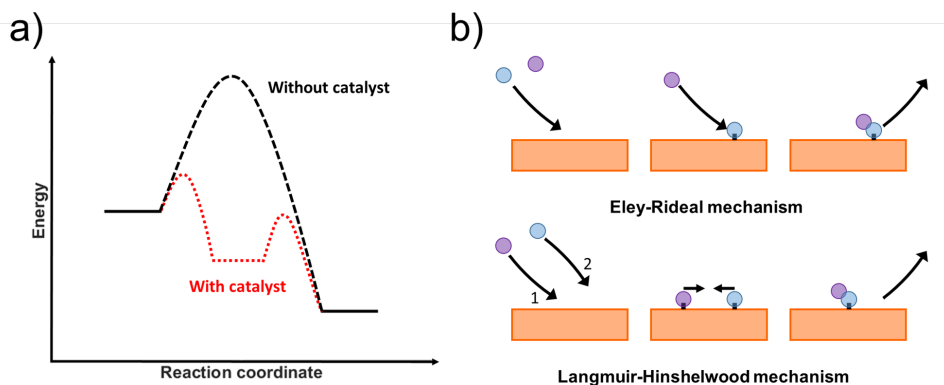 a)
Without catalyst
With catalyst
Energy
Reaction coordinate
b)
Eley-Rideal mechanism
1
2
Langmuir-Hinshelwood mechanism